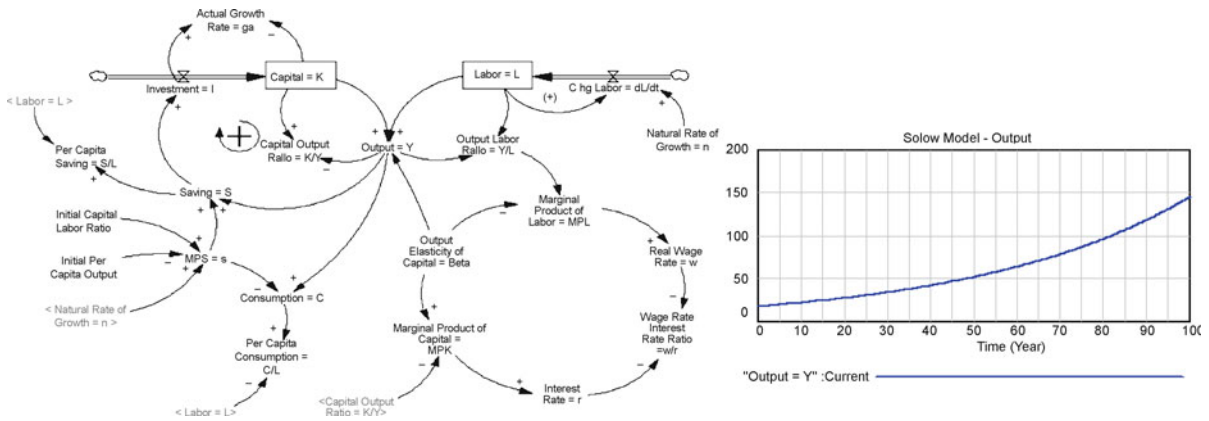 Actual Growth
Rate = ga
+
–
Capital = K
Investment = I
Labor = L
C hg Labor = dL/dt
(+)
< Labor = L >
+
+
Natural Rate of
Growth = n
+
Capital Output
Rallo = K/Y
+
–
+ +
Output = Y
Output Labor
Rallo = Y/L
+
Per Capita
Saving = S/L
+
Saving = S
+ +
Marginal
Product of
Labor = MPL
–
Initial Capital
Labor Ratio
+
Initial Per
Capita Output
–
MPS = s
+
< Natural Rate of
Growth = n >
Output
Elasticity of
Capital = Beta
+
Real Wage
Rate = w
–
+
–
Consumption = C
+
Per Capita
Consumption =
C/L
–
< Labor = L>
+
Marginal Product of
Capital =
MPK
–
<Capital Output
Ratio = K/Y>
+
Interest
Rate = r
Wage Rate
Interest
Rate Ratio
=w/r
–
Solow Model - Output
200
150
100
50
0
0 10 20 30 40 50 60 70 80 90 100
Time (Year)
"Output = Y" :Current